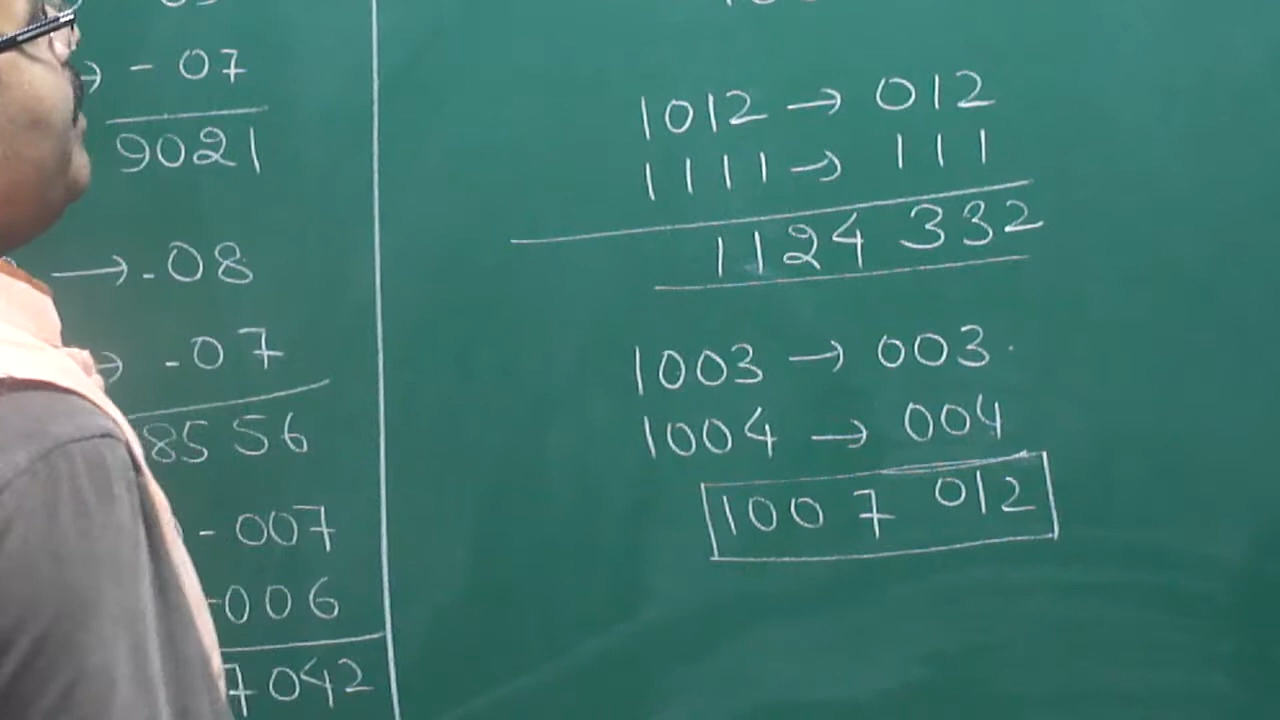 → - 07
9021
→ -08
→ -07
8556
- 007
-006
7042
1012 → 012
1111 → 111
1124 332
1003 → 003
1004 → 004
1007 012